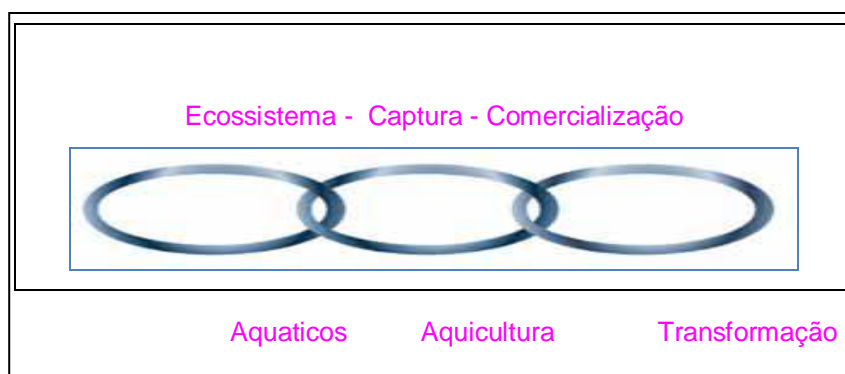 Ecossistema - Captura - Comercialização
Aquaticos Aquicultura Transformação